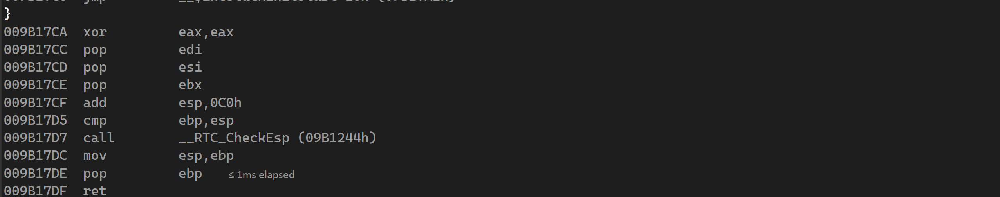 }
009B17CA  xor         eax,eax
009B17CC  pop         edi
009B17CD  pop         esi
009B17CE  pop         ebx
009B17CF  add         esp,0C0h
009B17D5  cmp         ebp,esp
009B17D7  call        __RTC_CheckEsp (09B1244h)
009B17DC  mov         esp,ebp
009B17DE  pop         ebp   ≤ 1ms elapsed
009B17DF  ret